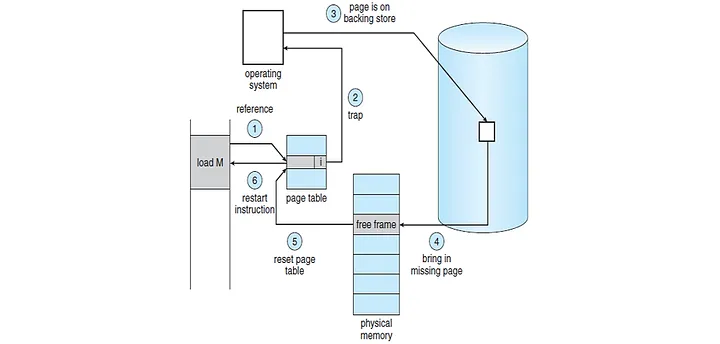 3
page is on
backing store
operating
system
2
trap
reference
1
load M
i
6
restart
instruction
page table
free frame
5
reset page
table
4
bring in
missing page
physical
memory